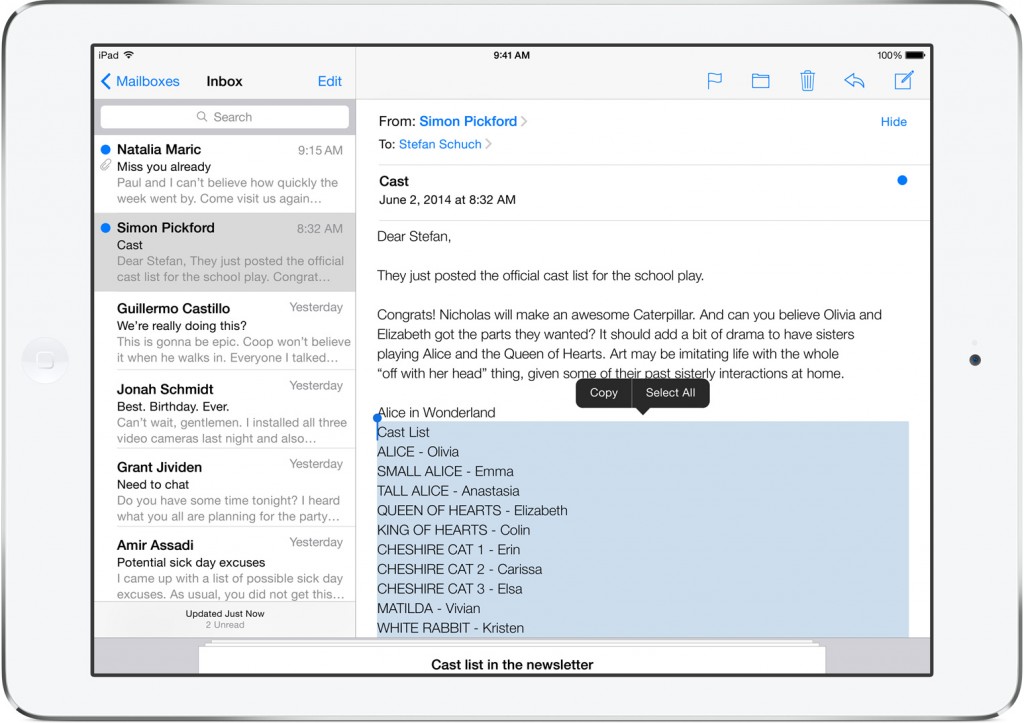 iPad
9:41 AM
100%
Mailboxes
Inbox
Edit
Search
Natalia Maric
9:15 AM
Miss you already
Paul and I can’t believe how quickly the
week went by. Come visit us again…
Simon Pickford
8:32 AM
Cast
Dear Stefan, They just posted the official
cast list for the school play. Congrat…
Guillermo Castillo
Yesterday
We’re really doing this?
This is gonna be epic. Coop won’t believe
it when he walks in. Everyone I talked…
Jonah Schmidt
Yesterday
Best. Birthday. Ever.
Can’t wait, gentlemen. I installed all three
video cameras last night and also…
Grant Jividen
Yesterday
Need to chat
Do you have some time tonight? I heard
what you all are planning for the party…
Amir Assadi
Yesterday
Potential sick day excuses
I came up with a list of possible sick day
excuses. As usual, you did not get this…
Updated Just Now
2 Unread
From: Simon Pickford
Hide
To: Stefan Schuch
Cast
June 2, 2014 at 8:32 AM
Dear Stefan,
They just posted the official cast list for the school play.
Congrats! Nicholas will make an awesome Caterpillar. And can you believe Olivia and
Elizabeth got the parts they wanted? It should add a bit of drama to have sisters
playing Alice and the Queen of Hearts. Art may be imitating life with the whole
“off with her head” thing, given some of their past sisterly interactions at home.
Copy
Select All
Alice in Wonderland
Cast List
ALICE - Olivia
SMALL ALICE - Emma
TALL ALICE - Anastasia
QUEEN OF HEARTS - Elizabeth
KING OF HEARTS - Colin
CHESHIRE CAT 1 - Erin
CHESHIRE CAT 2 - Carissa
CHESHIRE CAT 3 - Elsa
MATILDA - Vivian
WHITE RABBIT - Kristen
Cast list in the newsletter